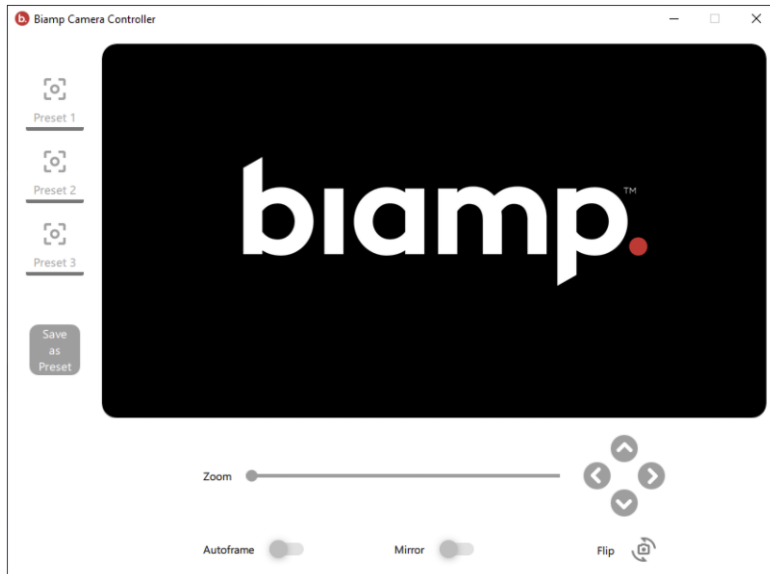 Biamp Camera Controller
Preset 1
Preset 2
Preset 3
Save
as
Preset
biamp.™
Zoom
Autoframe
Mirror
Flip